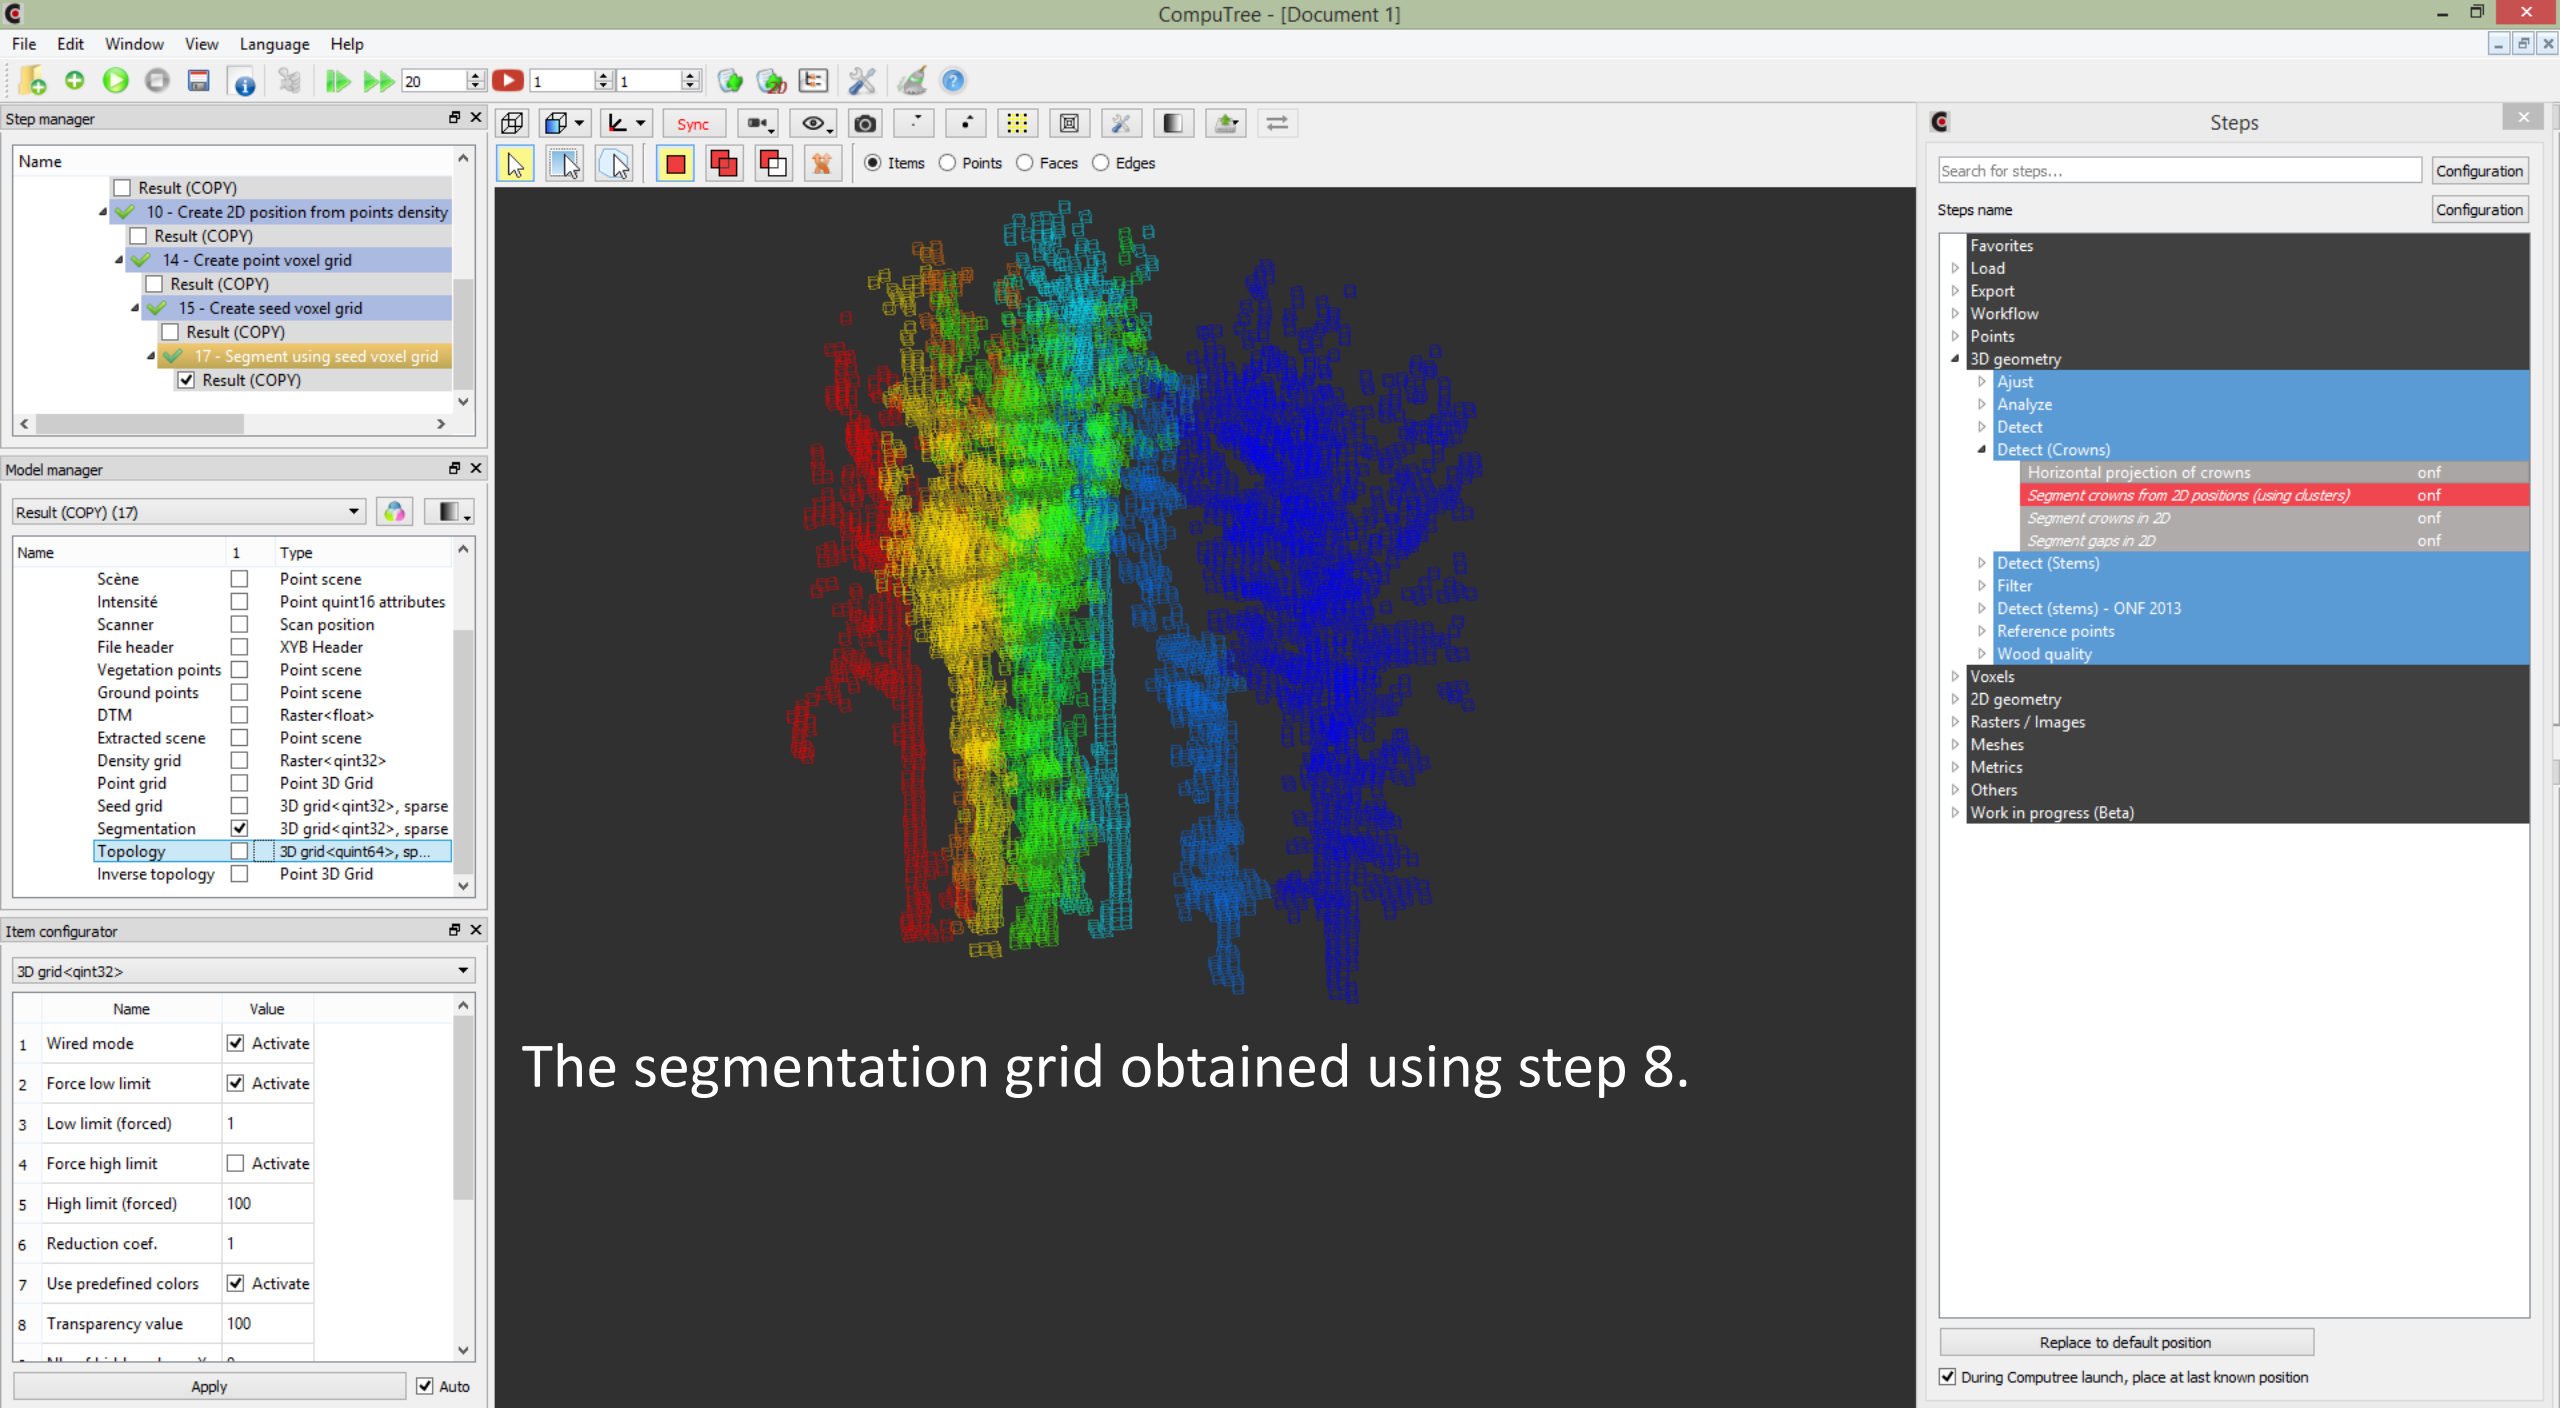 CompuTree - [Document 1]
File Edit Window View Language Help
20 1 1 2D
Step manager
Name
Result (COPY)
10 - Create 2D position from points density
Result (COPY)
14 - Create point voxel grid
Result (COPY)
15 - Create seed voxel grid
Result (COPY)
17 - Segment using seed voxel grid
Result (COPY)
Model manager
Result (COPY) (17)
Name 1 Type
Scène Point scene
Intensité Point quint16 attributes
Scanner Scan position
File header XYB Header
Vegetation points Point scene
Ground points Point scene
DTM Raster<float>
Extracted scene Point scene
Density grid Raster<qint32>
Point grid Point 3D Grid
Seed grid 3D grid<qint32>, sparse
Segmentation 3D grid<qint32>, sparse
Topology 3D grid<quint64>, sp...
Inverse topology Point 3D Grid
Item configurator
3D grid<qint32>
Name Value
1 Wired mode Activate
2 Force low limit Activate
3 Low limit (forced) 1
4 Force high limit Activate
5 High limit (forced) 100
6 Reduction coef. 1
7 Use predefined colors Activate
8 Transparency value 100
Apply Auto
Sync
Items Points Faces Edges
The segmentation grid obtained using step 8.
Steps
Search for steps... Configuration
Steps name Configuration
Favorites
Load
Export
Workflow
Points
3D geometry
Ajust
Analyze
Detect
Detect (Crowns)
Horizontal projection of crowns onf
Segment crowns from 2D positions (using clusters) onf
Segment crowns in 2D onf
Segment gaps in 2D onf
Detect (Stems)
Filter
Detect (stems) - ONF 2013
Reference points
Wood quality
Voxels
2D geometry
Rasters / Images
Meshes
Metrics
Others
Work in progress (Beta)
Replace to default position
During Computree launch, place at last known position